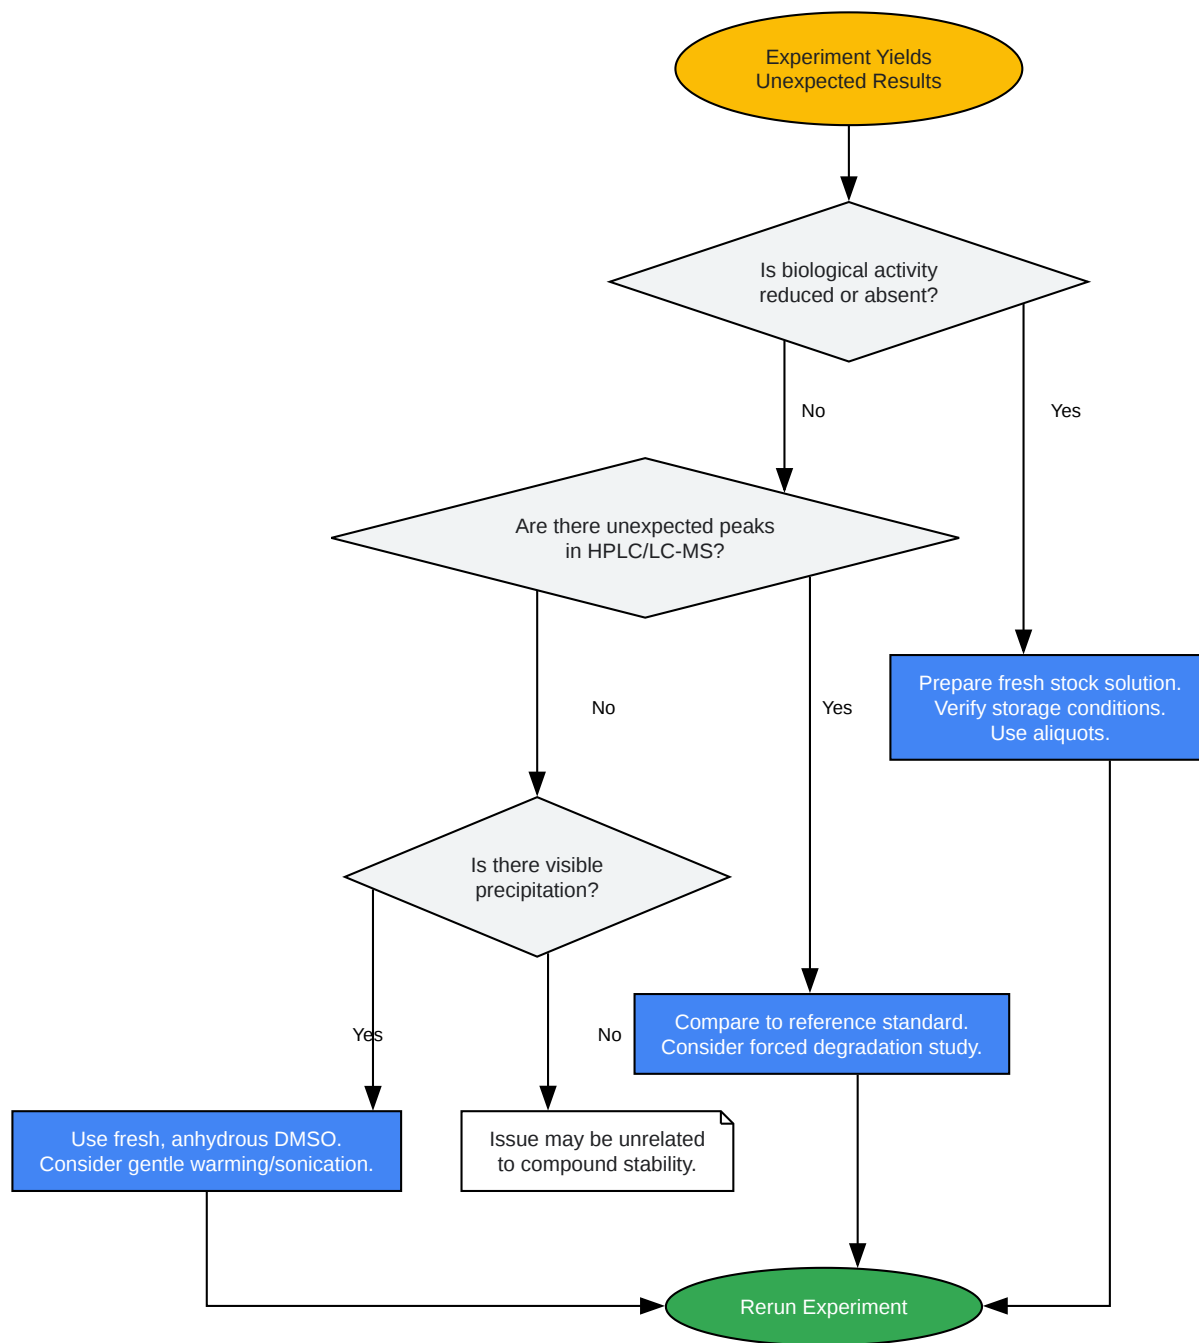 Experiment Yields
Unexpected Results
Is biological activity
reduced or absent?
No
Yes
Are there unexpected peaks
in HPLC/LC-MS?
No
Yes
Prepare fresh stock solution.
Verify storage conditions.
Use aliquots.
Is there visible
precipitation?
Yes
No
Compare to reference standard.
Consider forced degradation study.
Use fresh, anhydrous DMSO.
Consider gentle warming/sonication.
Issue may be unrelated
to compound stability.
Rerun Experiment